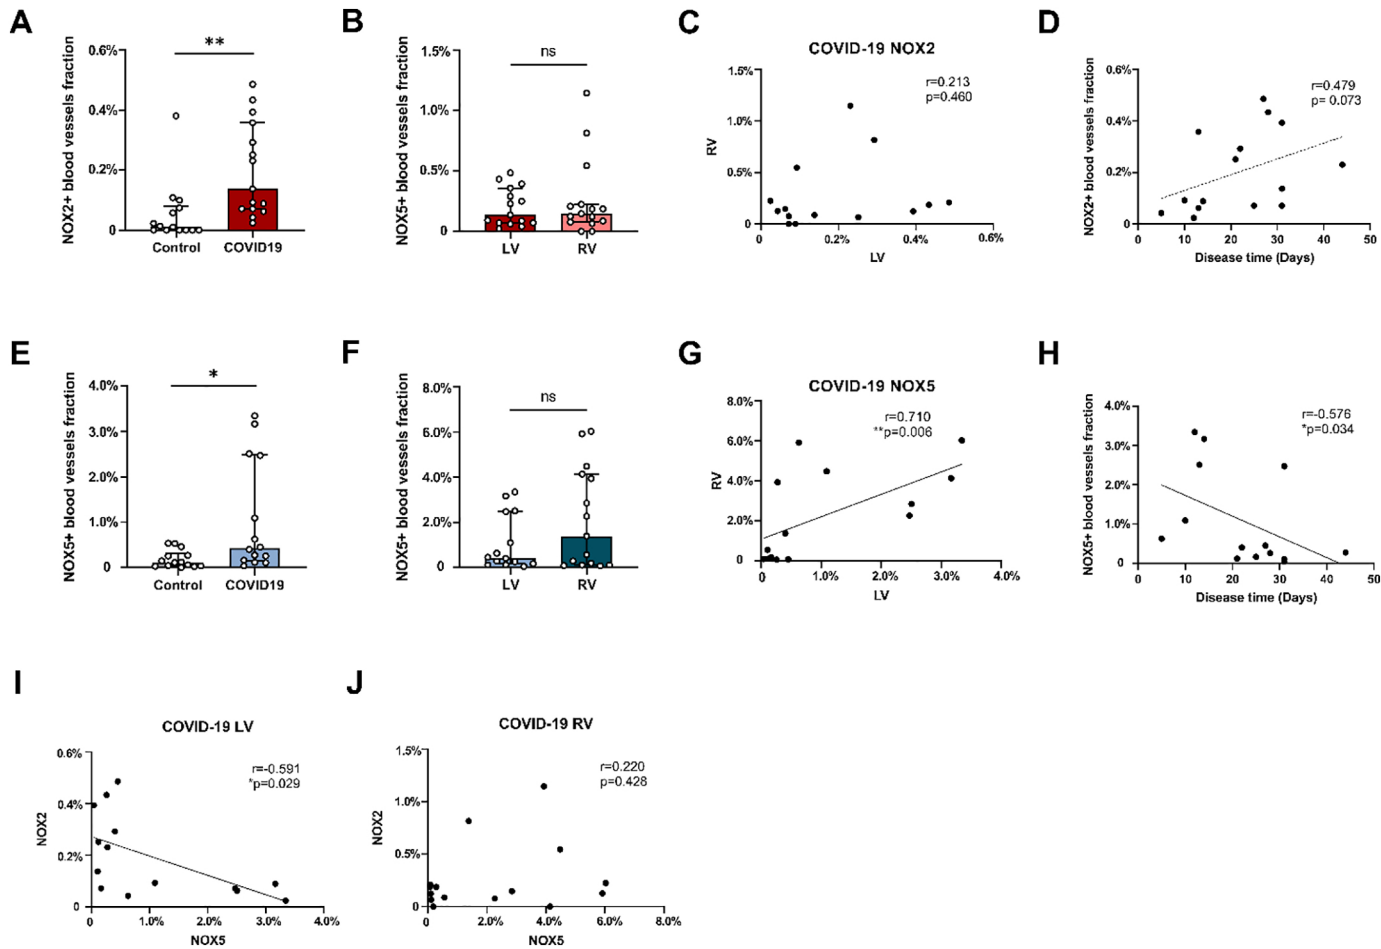 A
NOX2+ blood vessels fraction
0.6%
0.4%
0.2%
0
**
Control
COVID19
B
NOX5+ blood vessels fraction
1.5%
1.0%
0.5%
0
ns
LV
RV
C
COVID-19 NOX2
r=0.213
p=0.460
RV
1.5%
1.0%
0.5%
0
0
0.2%
0.4%
0.6%
LV
D
NOX2+ blood vessels fraction
0.6%
0.4%
0.2%
0
r=0.479
p= 0.073
0
10
20
30
40
50
Disease time (Days)
E
NOX5+ blood vessels fraction
4.0%
3.0%
2.0%
1.0%
0
*
Control
COVID19
F
NOX5+ blood vessels fraction
8.0%
6.0%
4.0%
2.0%
0
ns
LV
RV
G
COVID-19 NOX5
r=0.710
**p=0.006
RV
8.0%
6.0%
4.0%
2.0%
0
0
1.0%
2.0%
3.0%
4.0%
LV
H
NOX5+ blood vessels fraction
4.0%
3.0%
2.0%
1.0%
0
r=-0.576
*p=0.034
0
10
20
30
40
50
Disease time (Days)
I
COVID-19 LV
r=-0.591
*p=0.029
NOX2
0.6%
0.4%
0.2%
0
0
1.0%
2.0%
3.0%
4.0%
NOX5
J
COVID-19 RV
r=0.220
p=0.428
NOX2
1.5%
1.0%
0.5%
0
0
2.0%
4.0%
6.0%
8.0%
NOX5